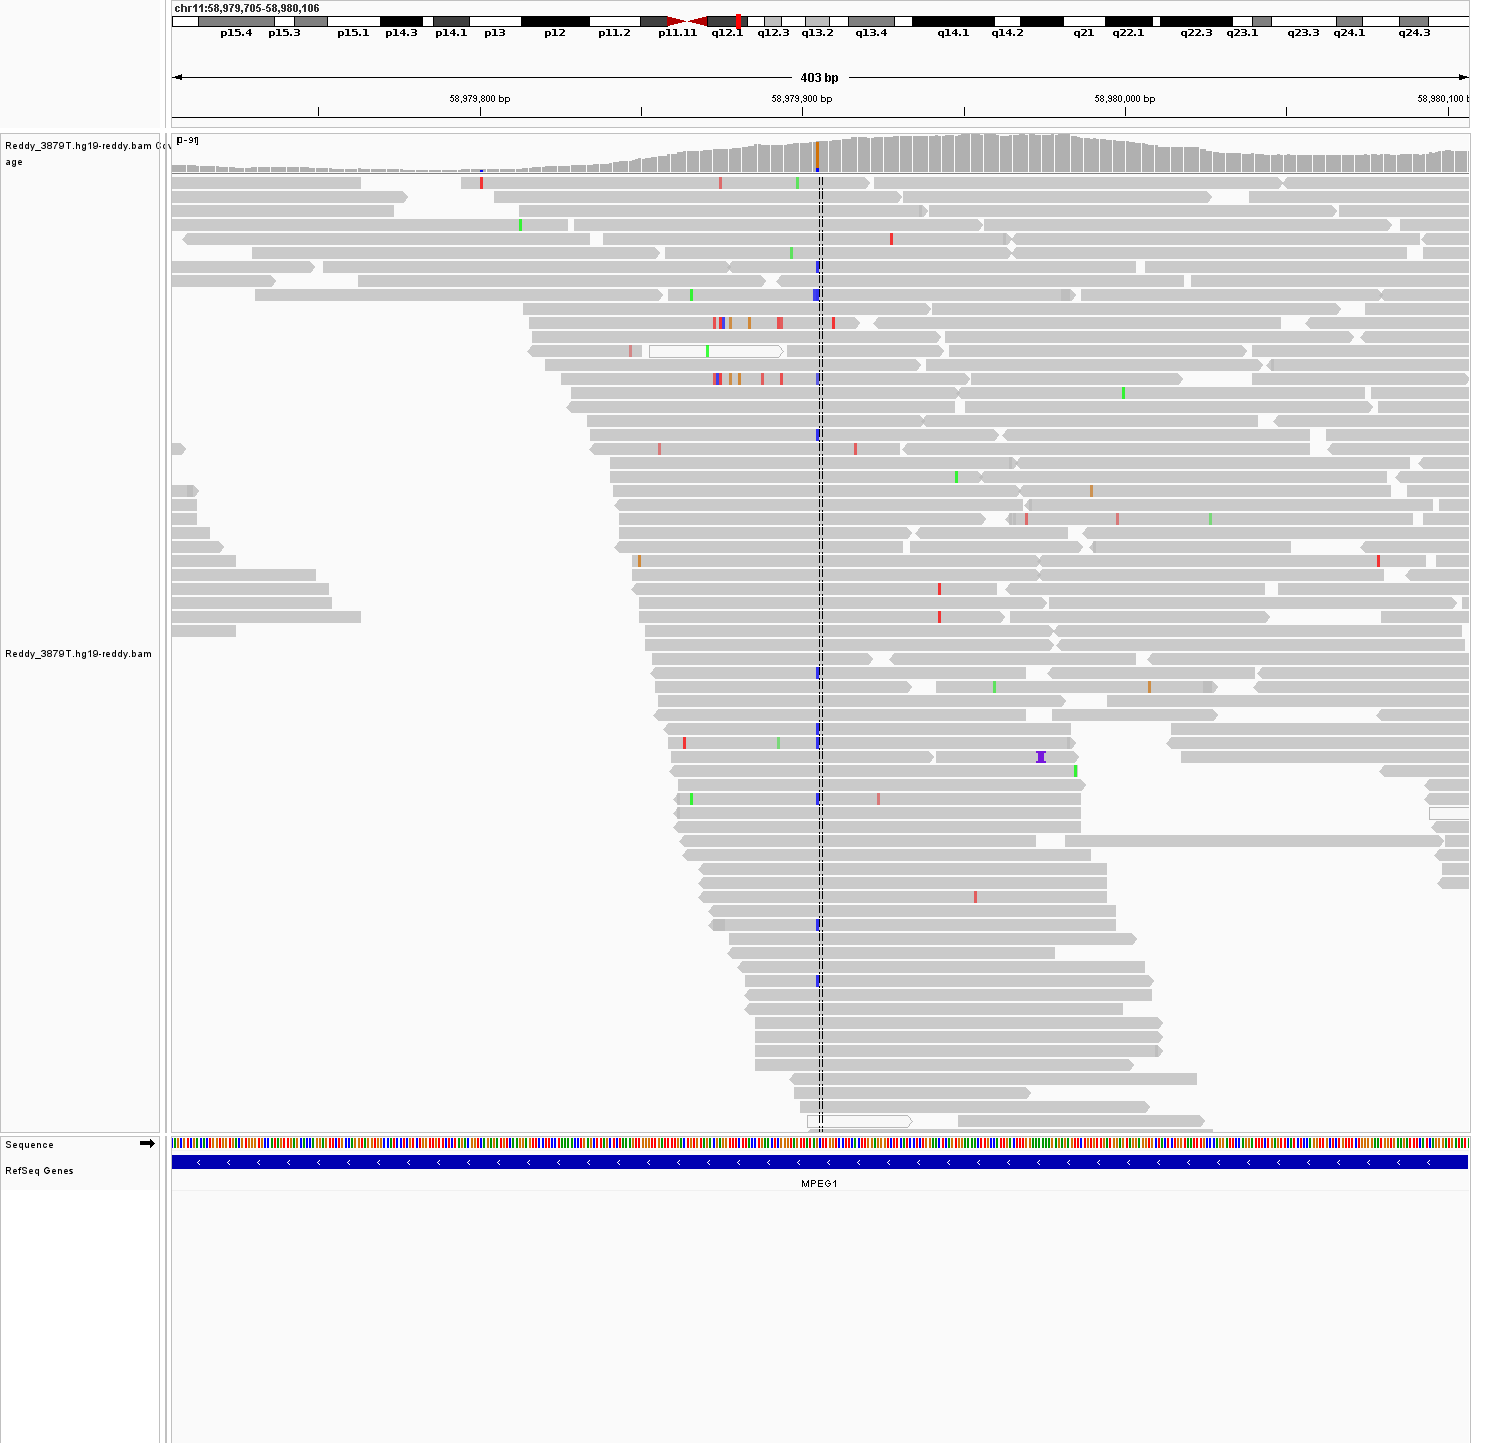 chr11:58,979,705-58,980,106
p15.4 p15.3 p15.1 p14.3 p14.1 p13 p12 p11.2 p11.11 q12.1 q12.3 q13.2 q13.4 q14.1 q14.2 q21 q22.1 q22.3 q23.1 q23.3 q24.1 q24.3
403 bp
58,979,800 bp 58,979,900 bp 58,980,000 bp 58,980,100 b
[0-91]
Reddy_3879T.hg19-reddy.bam Cov
age
Reddy_3879T.hg19-reddy.bam
Sequence
RefSeq Genes
MPEG1